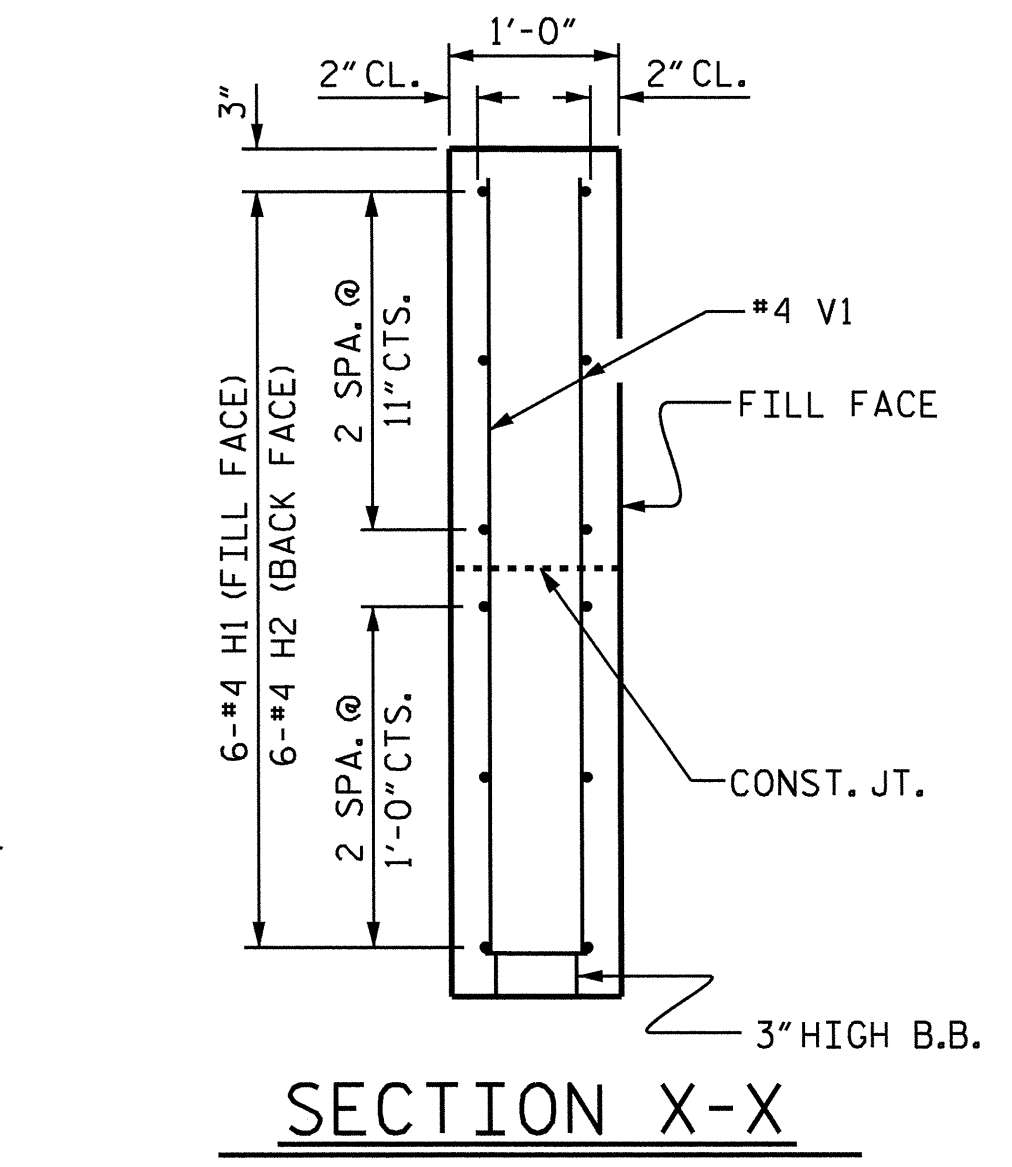 1'-0"
2" CL.
2" CL.
3"
2 SPA. @
11" CTS.
#4 V1
FILL FACE
6-#4 H1 (FILL FACE)
6-#4 H2 (BACK FACE)
2 SPA. @
1'-0" CTS.
CONST. JT.
3" HIGH B.B.
SECTION X-X